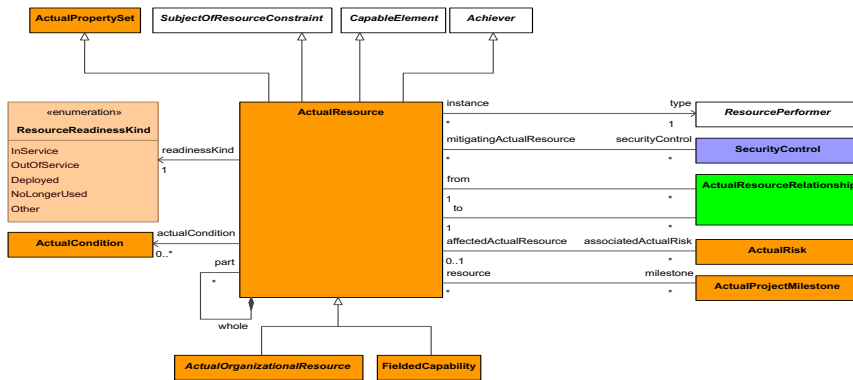 ActualPropertySet
SubjectOfResourceConstraint
CapableElement
Achiever
«enumeration»
ResourceReadinessKind
InService
OutOfService
Deployed
NoLongerUsed
Other
readinessKind
1
ActualResource
instance
type
*
1
ResourcePerformer
mitigatingActualResource
securityControl
*
*
SecurityControl
from
1
*
to
1
*
ActualResourceRelationship
affectedActualResource
associatedActualRisk
0..1
*
ActualRisk
resource
milestone
*
*
ActualProjectMilestone
ActualCondition
actualCondition
0..*
part
*
whole
ActualOrganizationalResource
FieldedCapability